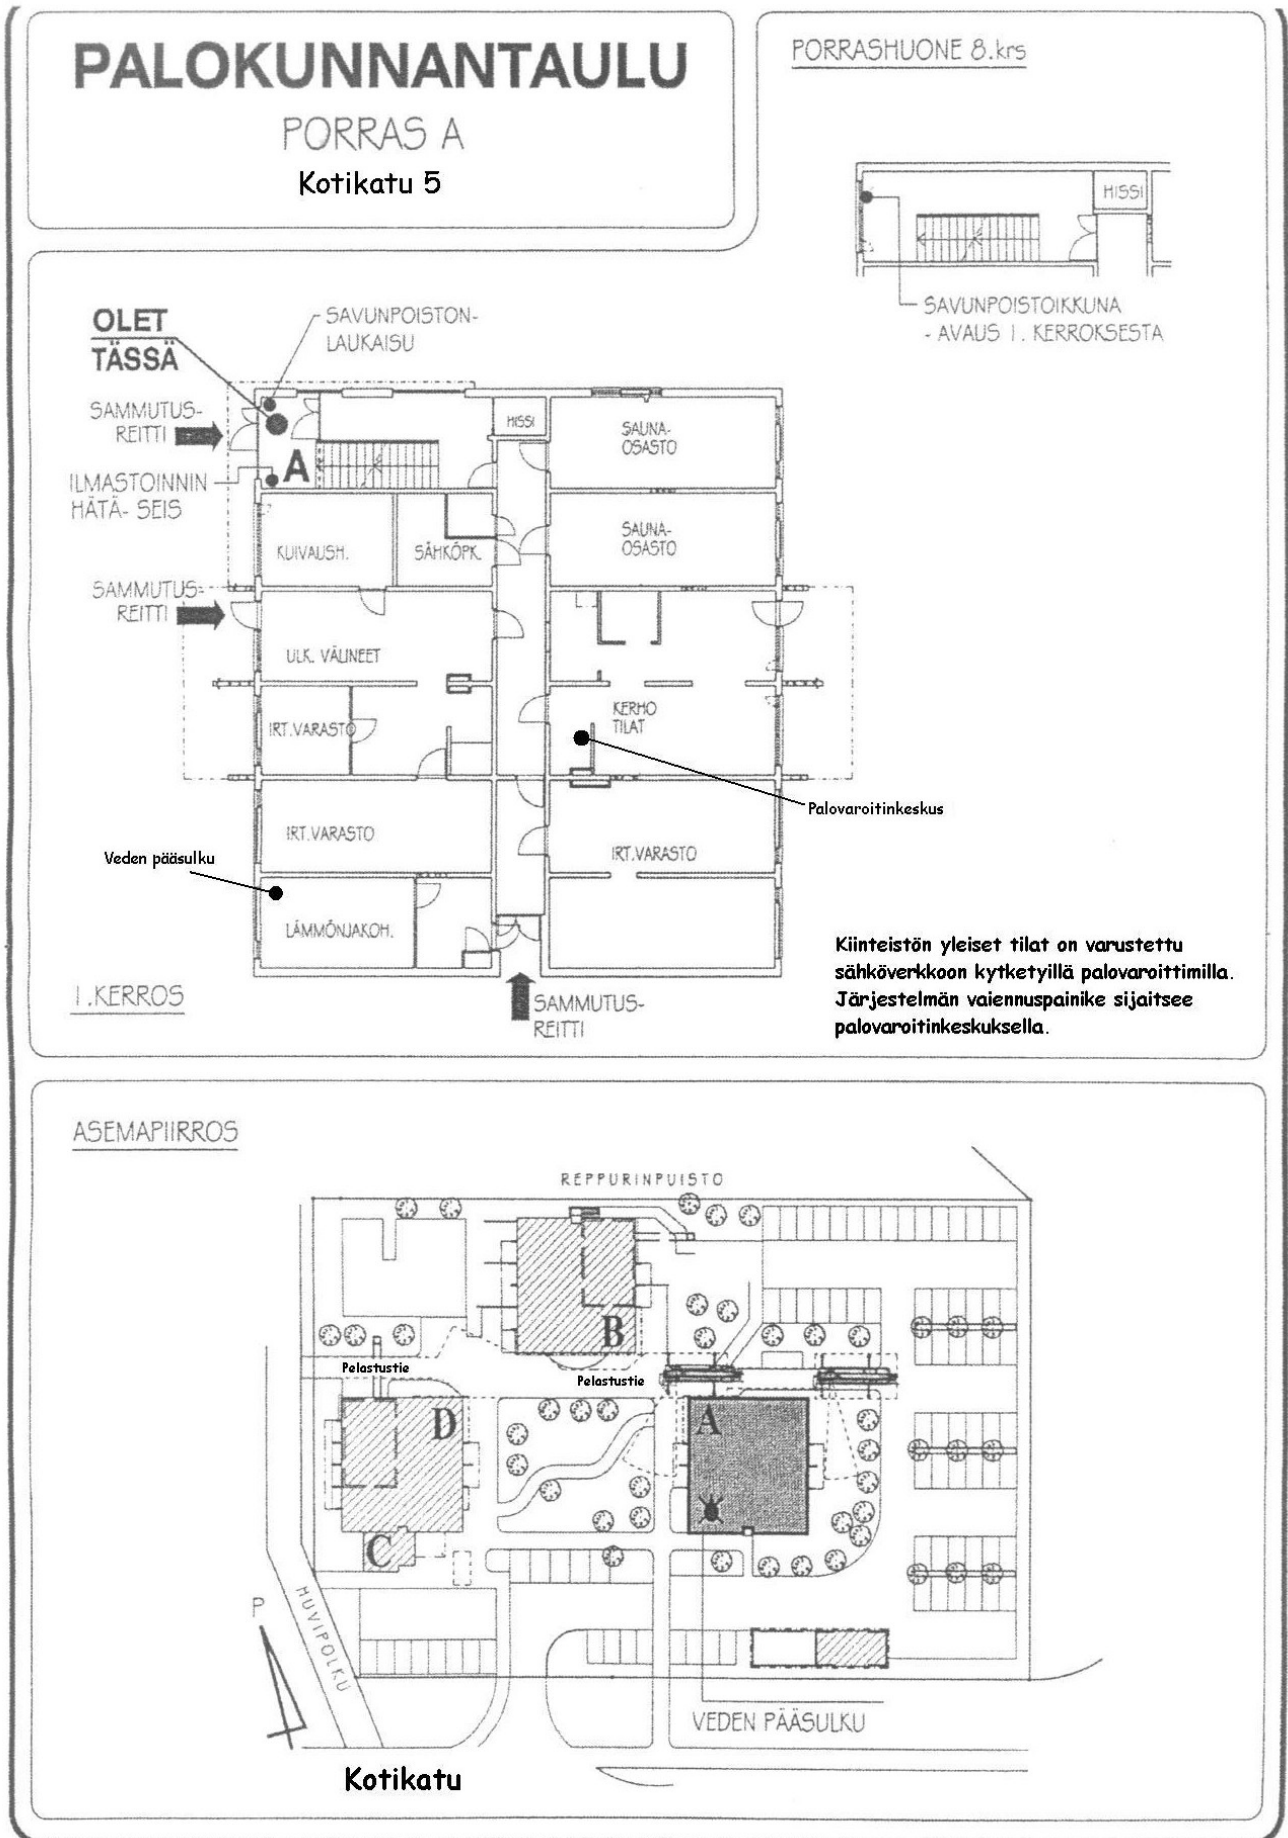 PALOKUNNANTAULU
PORRAS A
Kotikatu 5
PORRASHUONE 8.krs
HISSI
SAVUNPOISTOIKKUNA
- AVAUS 1. KERROKSESTA
OLET
TÄSSÄ
SAVUNPOISTON-
LAUKAISU
SAMMUTUS-
REITTI
ILMASTOINNIN
HÄTÄ- SEIS
A
HISSI
SAUNA-
OSASTO
KUIVAUSH.
SÄHKÖPK.
SAUNA-
OSASTO
SAMMUTUS-
REITTI
ULK. VÄLINEET
IRT.VARASTO
KERHO
TILAT
Palovaroitinkeskus
IRT.VARASTO
IRT.VARASTO
Veden pääsulku
LÄMMÖNJAKOH.
1.KERROS
SAMMUTUS-
REITTI
Kiinteistön yleiset tilat on varustettu
sähköverkkoon kytketyillä palovaroittimilla.
Järjestelmän vaiennuspainike sijaitsee
palovaroitinkeskuksella.
ASEMAPIIRROS
REPPURINPUISTO
B
Pelastustie
Pelastustie
D
A
C
P
HUVIPOLKU
VEDEN PÄÄSULKU
Kotikatu